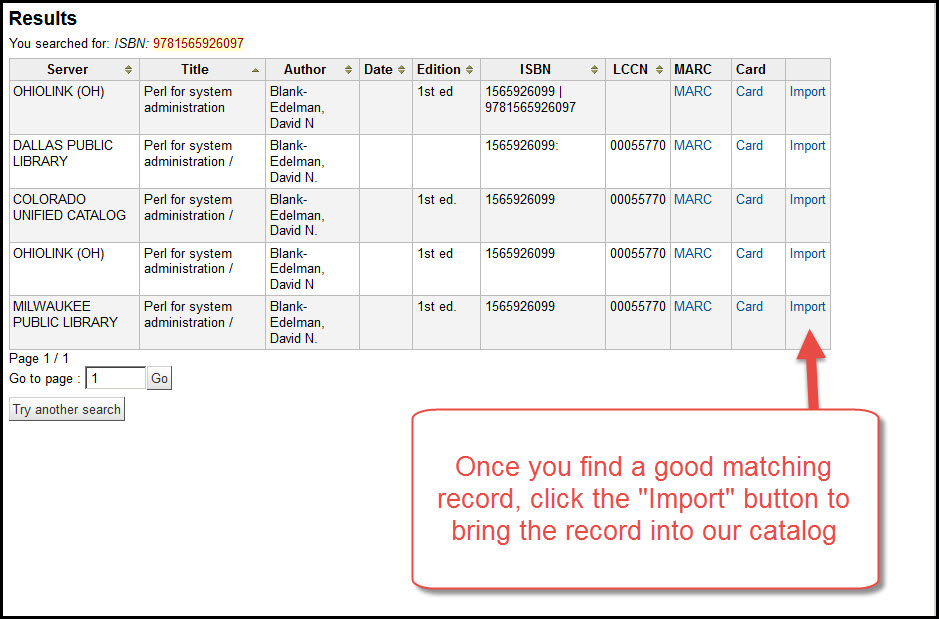 Results
You searched for: ISBN: 9781565926097
Server Title Author Date Edition ISBN LCCN MARC Card
OHIOLINK (OH) Perl for system Blank- 1st ed 1565926099 | MARC Card Import
administration Edelman, 9781565926097
David N
DALLAS PUBLIC Perl for system Blank- 1565926099: 00055770 MARC Card Import
LIBRARY administration / Edelman,
David N.
COLORADO Perl for system Blank- 1st ed. 1565926099 00055770 MARC Card Import
UNIFIED CATALOG administration / Edelman,
David N.
OHIOLINK (OH) Perl for system Blank- 1st ed 1565926099 00055770 MARC Card Import
administration / Edelman,
David N
MILWAUKEE Perl for system Blank- 1st ed. 1565926099 00055770 MARC Card Import
PUBLIC LIBRARY administration / Edelman,
David N.
Page 1 / 1
Go to page : 1 Go
Try another search
Once you find a good matching
record, click the "Import" button to
bring the record into our catalog